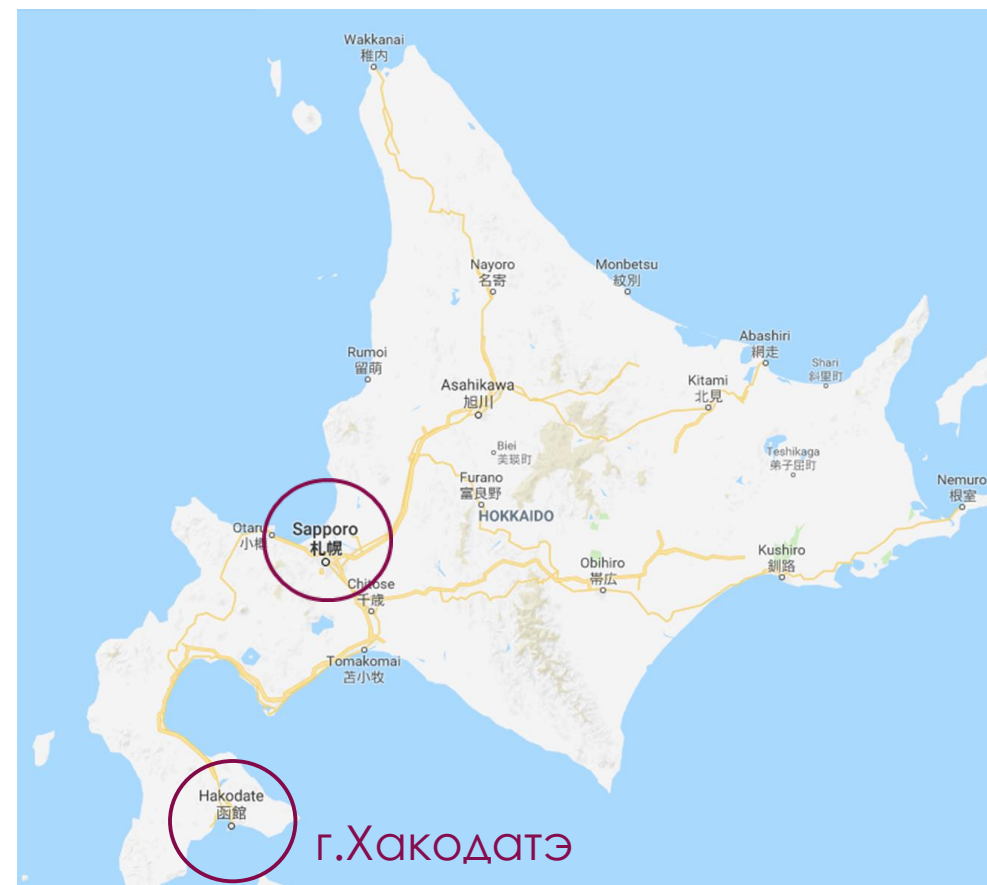 Wakkanai
稚内
Nayoro
名寄
Monbetsu
紋別
Abashiri
網走
Shari
斜里町
Rumoi
留萌
Kitami
北見
Asahikawa
旭川
Biei
美瑛町
Teshikaga
弟子屈町
Furano
富良野
Nemuro
根室
HOKKAIDO
Otaru
小樽
Sapporo
札幌
Kushiro
釧路
Obihiro
帯広
Chitose
千歳
Tomakomai
苫小牧
Hakodate
函館
г.Хакодатэ